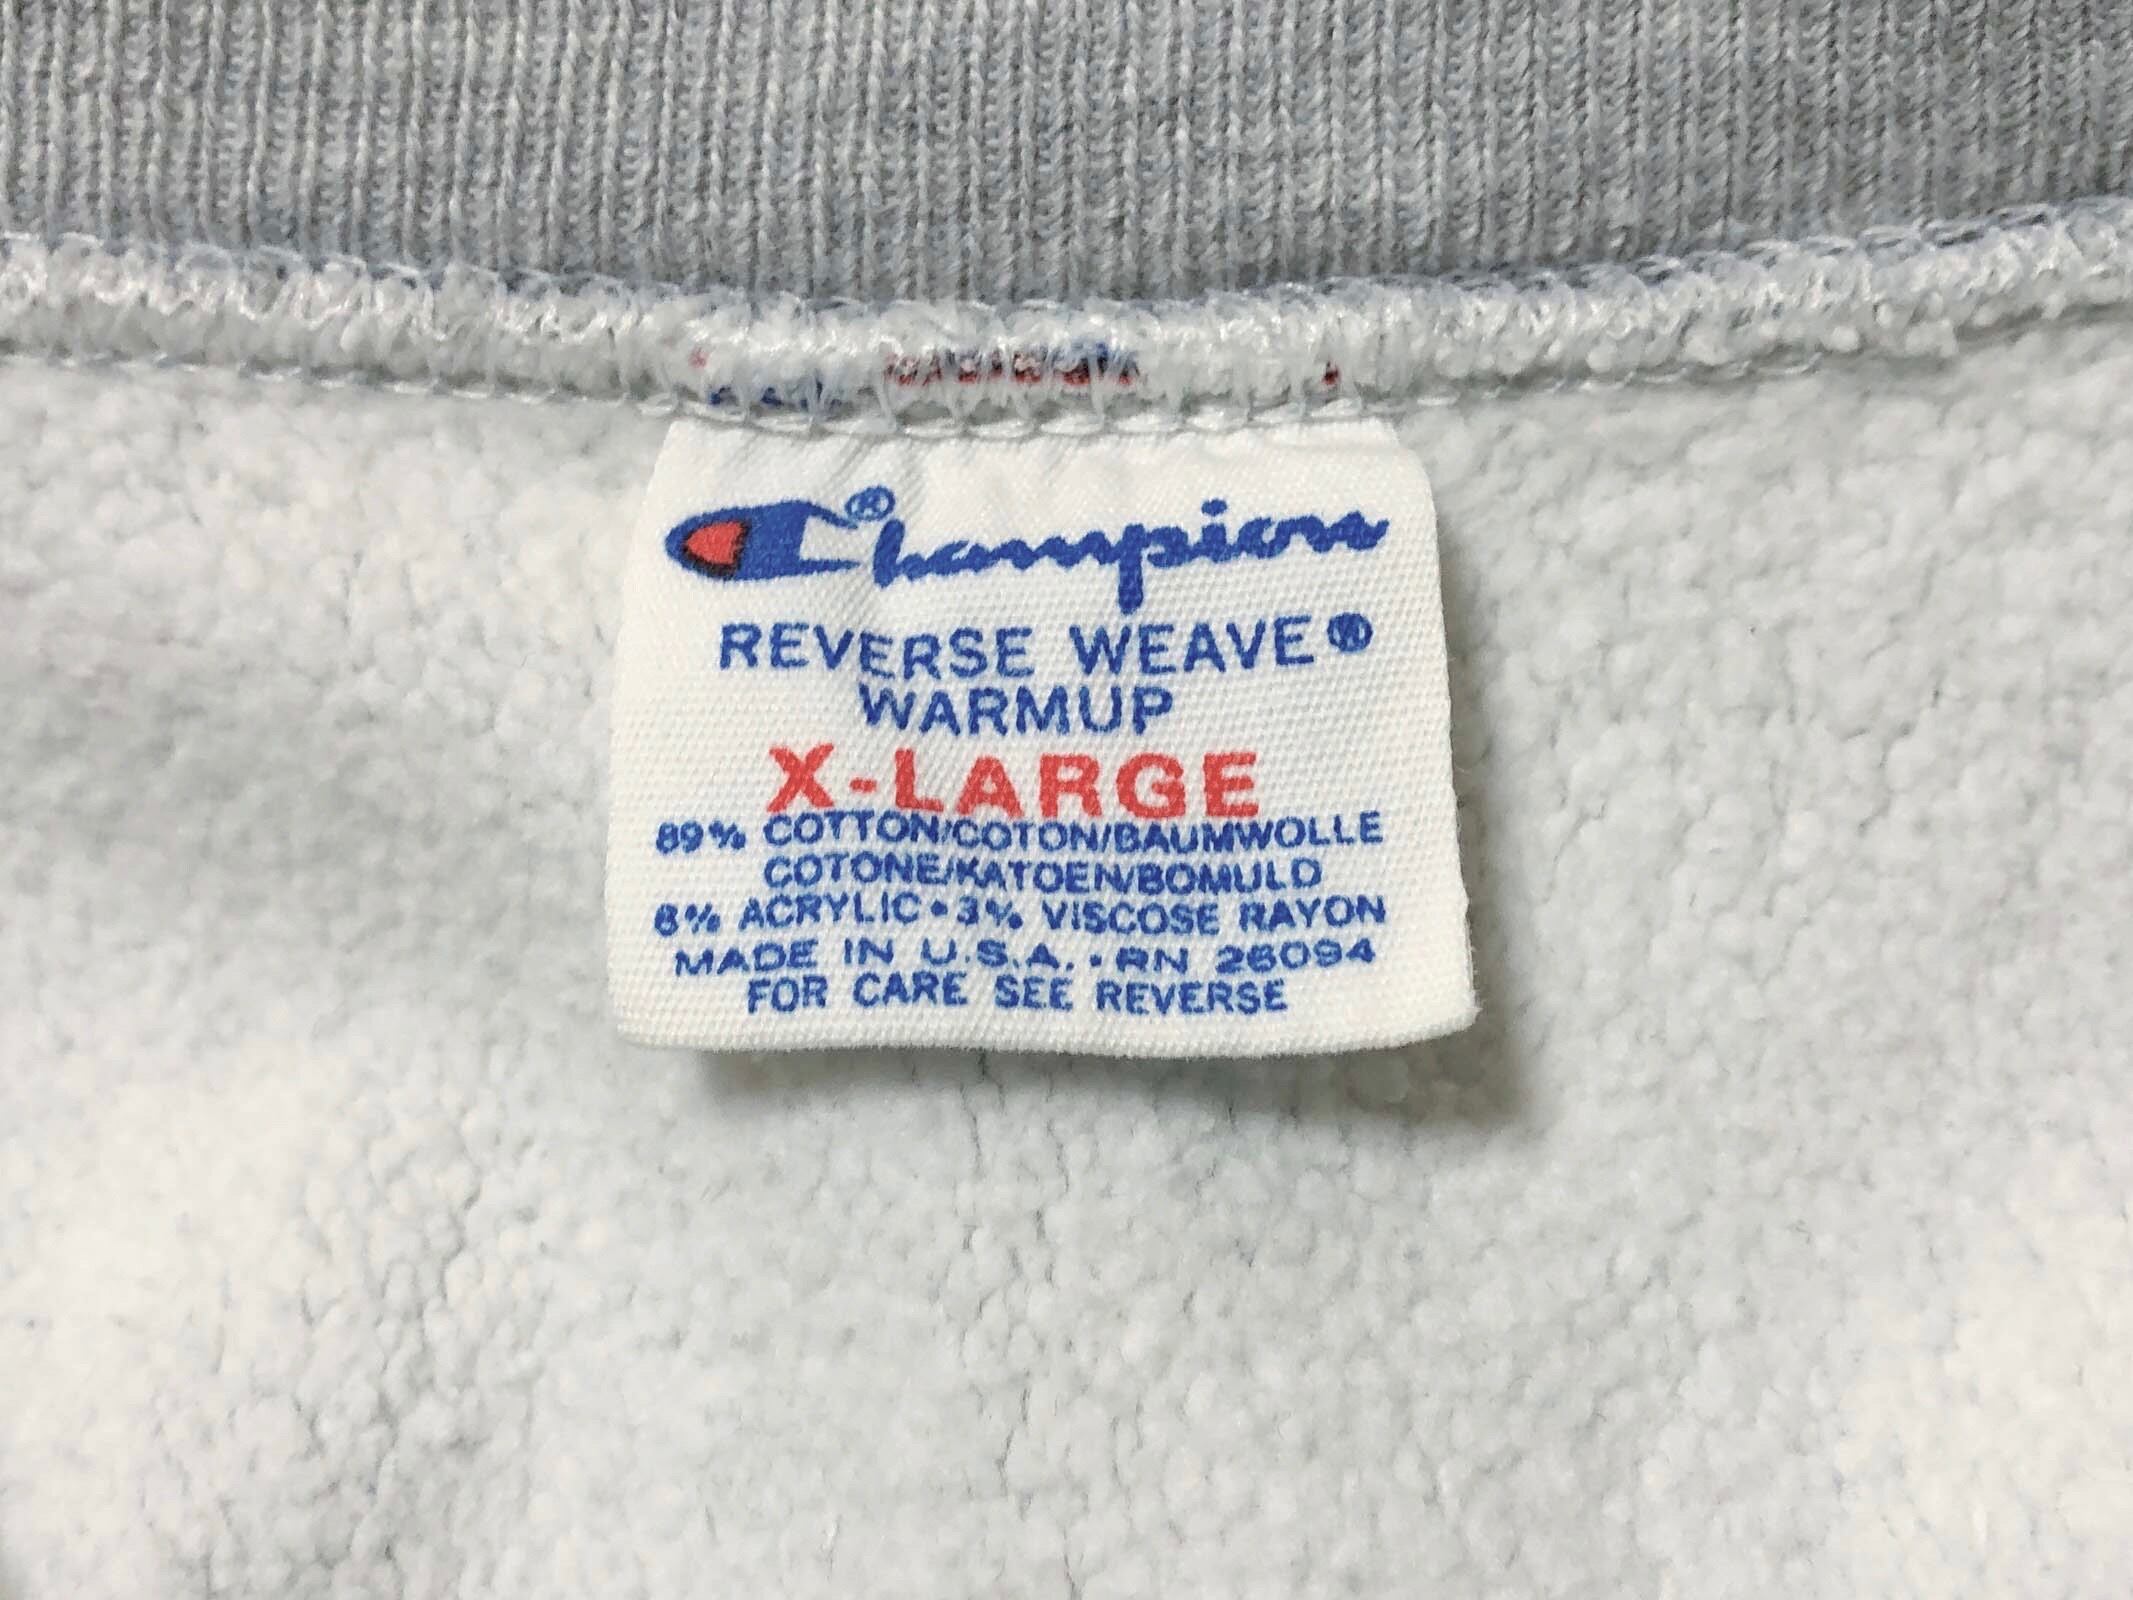 Champion®
REVERSE WEAVE®
WARMUP
X-LARGE
89% COTTON/COTON/BAUMWOLLE
COTONE/KATOEN/BOMULD
8% ACRYLIC • 3% VISCOSE RAYON
MADE IN U.S.A. • RN 26094
FOR CARE SEE REVERSE